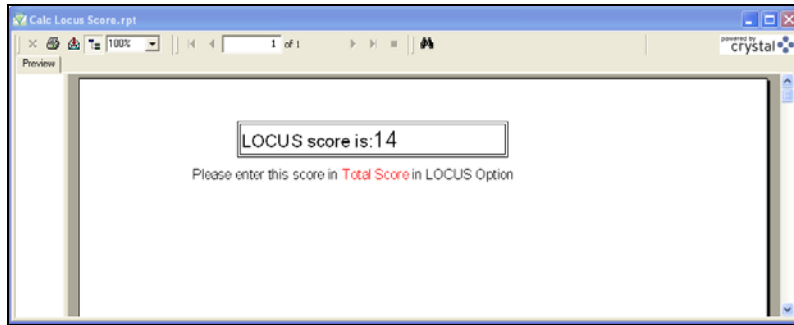 Calc Locus Score.rpt
100% 1 of 1 powered by crystal
Preview
LOCUS score is:14
Please enter this score in Total Score in LOCUS Option